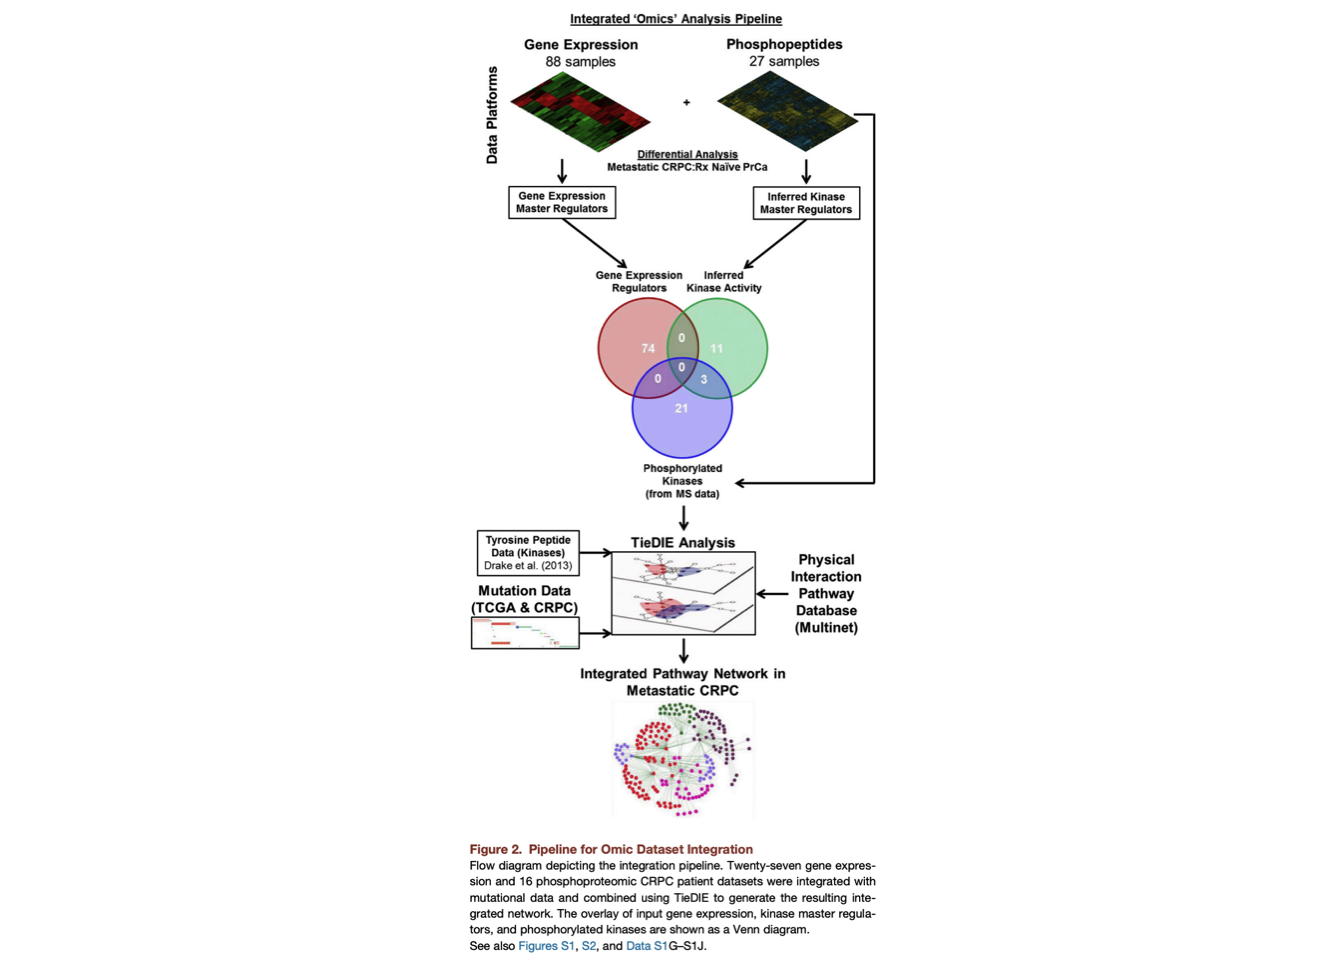 Integrated ‘Omics’ Analysis Pipeline
Gene Expression
88 samples
Phosphopeptides
27 samples
Data Platforms
+
Differential Analysis
Metastatic CRPC:Rx Naïve PrCa
Gene Expression
Master Regulators
Inferred Kinase
Master Regulators
Gene Expression
Regulators
Inferred
Kinase Activity
74
0
11
0
0
3
21
Phosphorylated
Kinases
(from MS data)
Tyrosine Peptide
Data (Kinases)
Drake et al. (2013)
TieDIE Analysis
Mutation Data
(TCGA & CRPC)
Physical
Interaction
Pathway
Database
(Multinet)
Integrated Pathway Network in
Metastatic CRPC
Figure 2. Pipeline for Omic Dataset Integration
Flow diagram depicting the integration pipeline. Twenty-seven gene expres-
sion and 16 phosphoproteomic CRPC patient datasets were integrated with
mutational data and combined using TieDIE to generate the resulting inte-
grated network. The overlay of input gene expression, kinase master regula-
tors, and phosphorylated kinases are shown as a Venn diagram.
See also Figures S1, S2, and Data S1G–S1J.